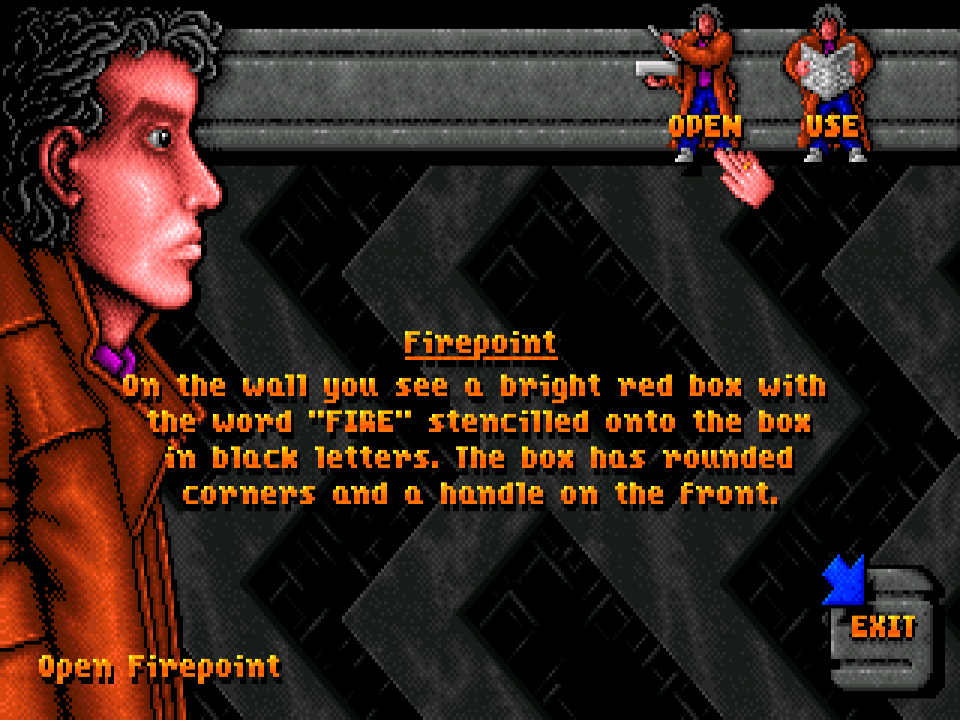 OPEN USE
Firepoint
On the wall you see a bright red box with
the word "FIRE" stencilled onto the box
in black letters. The box has rounded
corners and a handle on the front.
EXIT
Open Firepoint